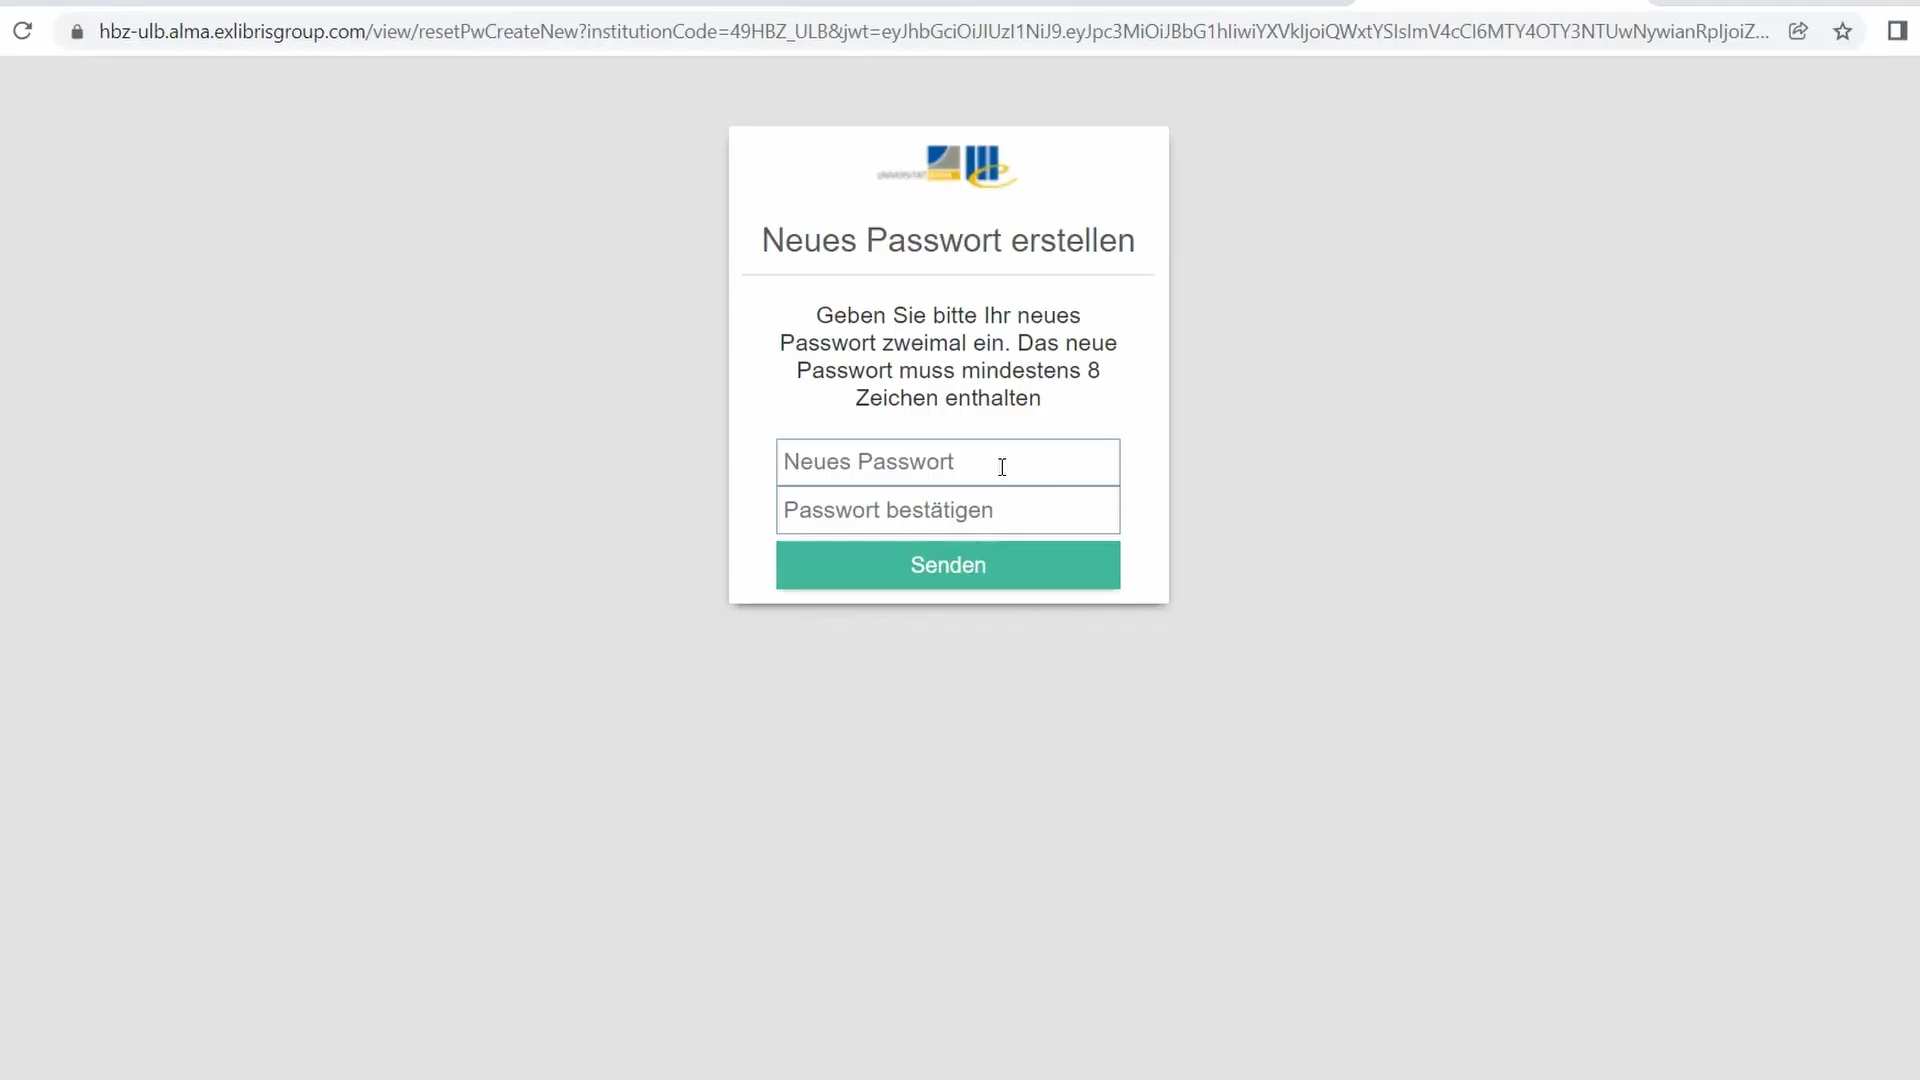 hbz-ulb.alma.exlibrisgroup.com/view/resetPwCreateNew?institutionCode=49HBZ_ULB&jwt=eyJhbGciOiJIUzI1NiJ9.eyJpc3MiOiJBbG1hIiwiYXVkIjoiQWxtYSIsImV4cCI6MTY4OTY3NTUwNywianRpIjoiZ...
Neues Passwort erstellen
Geben Sie bitte Ihr neues
Passwort zweimal ein. Das neue
Passwort muss mindestens 8
Zeichen enthalten
Neues Passwort
Passwort bestätigen
Senden